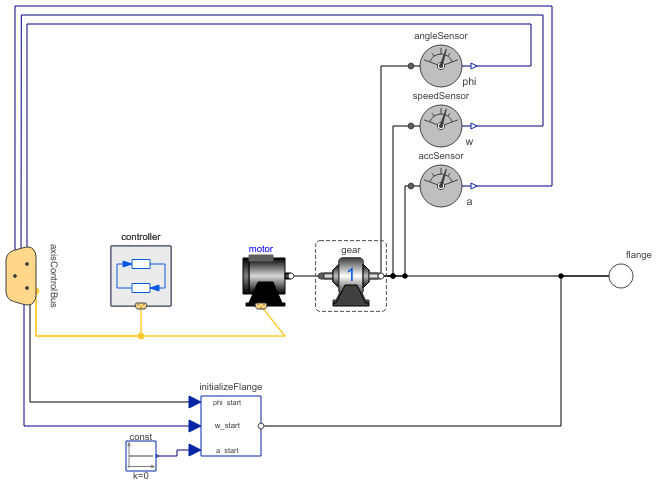 angleSensor
phi
speedSensor
w
accSensor
a
controller
motor
gear
1
flange
axisControlBus
initializeFlange
phi_start
w_start
a_start
const
k=0